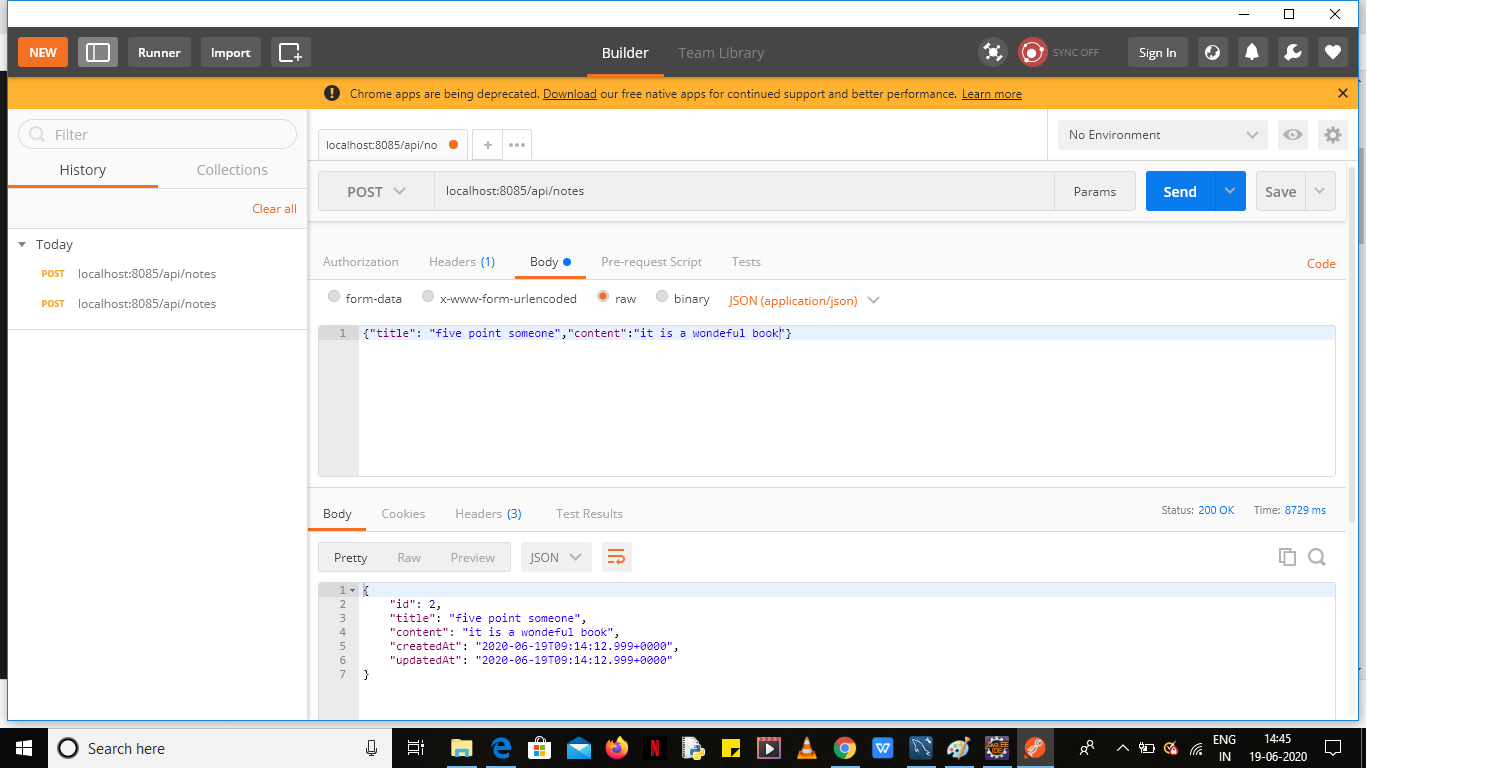 NEW
Runner
Import
Builder
Team Library
SYNC OFF
Sign In
Chrome apps are being deprecated. Download our free native apps for continued support and better performance. Learn more
Filter
History
Collections
Clear all
Today
POST localhost:8085/api/notes
POST localhost:8085/api/notes
localhost:8085/api/no
No Environment
POST
localhost:8085/api/notes
Params
Send
Save
Authorization
Headers (1)
Body
Pre-request Script
Tests
Code
form-data
x-www-form-urlencoded
raw
binary
JSON (application/json)
1 {"title": "five point someone","content":"it is a wondeful book"}
Body
Cookies
Headers (3)
Test Results
Status: 200 OK
Time: 8729 ms
Pretty
Raw
Preview
JSON
1 {
2 "id": 2,
3 "title": "five point someone",
4 "content": "it is a wondeful book",
5 "createdAt": "2020-06-19T09:14:12.999+0000",
6 "updatedAt": "2020-06-19T09:14:12.999+0000"
7 }
Search here
ENG
IN
14:45
19-06-2020